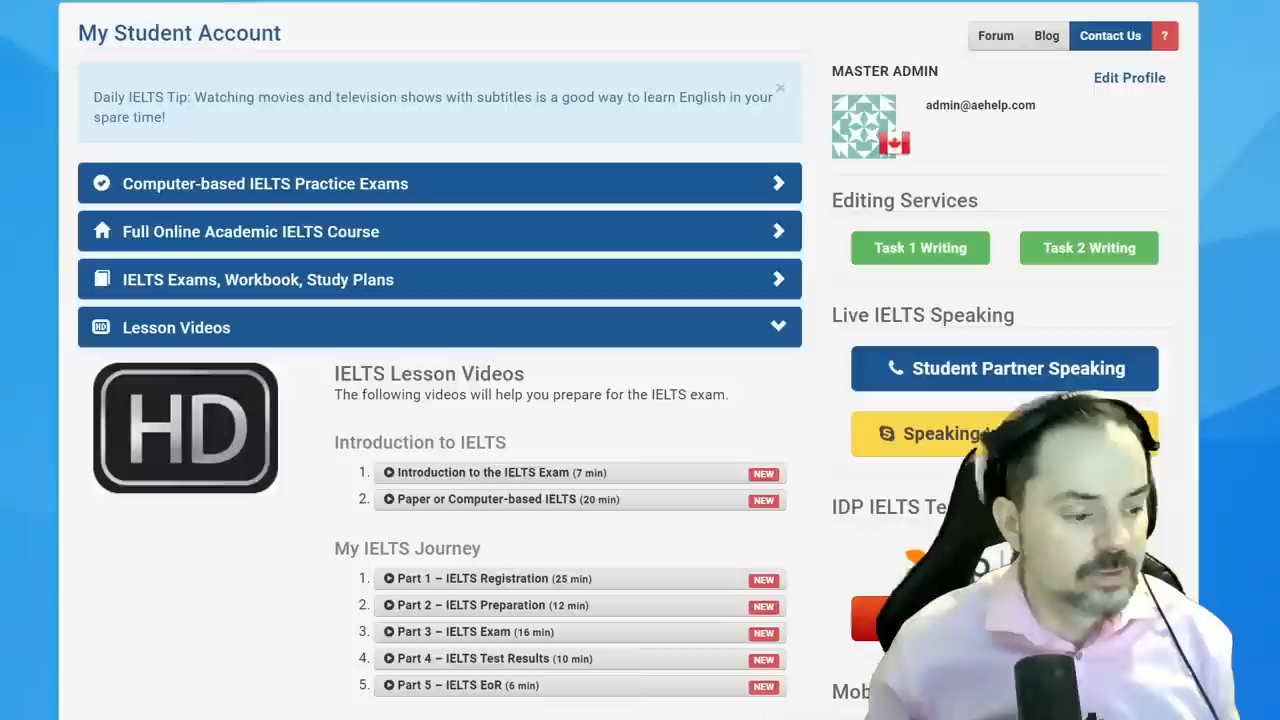 My Student Account
Forum
Blog
Contact Us
?
Daily IELTS Tip: Watching movies and television shows with subtitles is a good way to learn English in your
spare time!
×
MASTER ADMIN
Edit Profile
admin@aehelp.com
Computer-based IELTS Practice Exams
Full Online Academic IELTS Course
IELTS Exams, Workbook, Study Plans
HD Lesson Videos
Editing Services
Task 1 Writing
Task 2 Writing
Live IELTS Speaking
Student Partner Speaking
Speaking
IDP IELTS
HD
IELTS Lesson Videos
The following videos will help you prepare for the IELTS exam.
Introduction to IELTS
1. Introduction to the IELTS Exam (7 min) NEW
2. Paper or Computer-based IELTS (20 min) NEW
My IELTS Journey
1. Part 1 – IELTS Registration (25 min) NEW
2. Part 2 – IELTS Preparation (12 min) NEW
3. Part 3 – IELTS Exam (16 min) NEW
4. Part 4 – IELTS Test Results (10 min) NEW
5. Part 5 – IELTS EoR (6 min) NEW